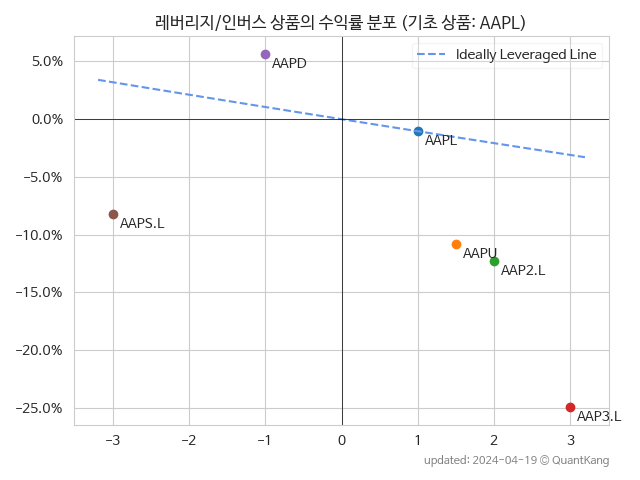 레버리지/인버스 상품의 수익률 분포 (기초 상품: AAPL)
5.0%
0.0%
−5.0%
−10.0%
−15.0%
−20.0%
−25.0%
Ideally Leveraged Line
AAPD
AAPL
AAPS.L
AAPU
AAP2.L
AAP3.L
−3 −2 −1 0 1 2 3
updated: 2024-04-19 © QuantKang